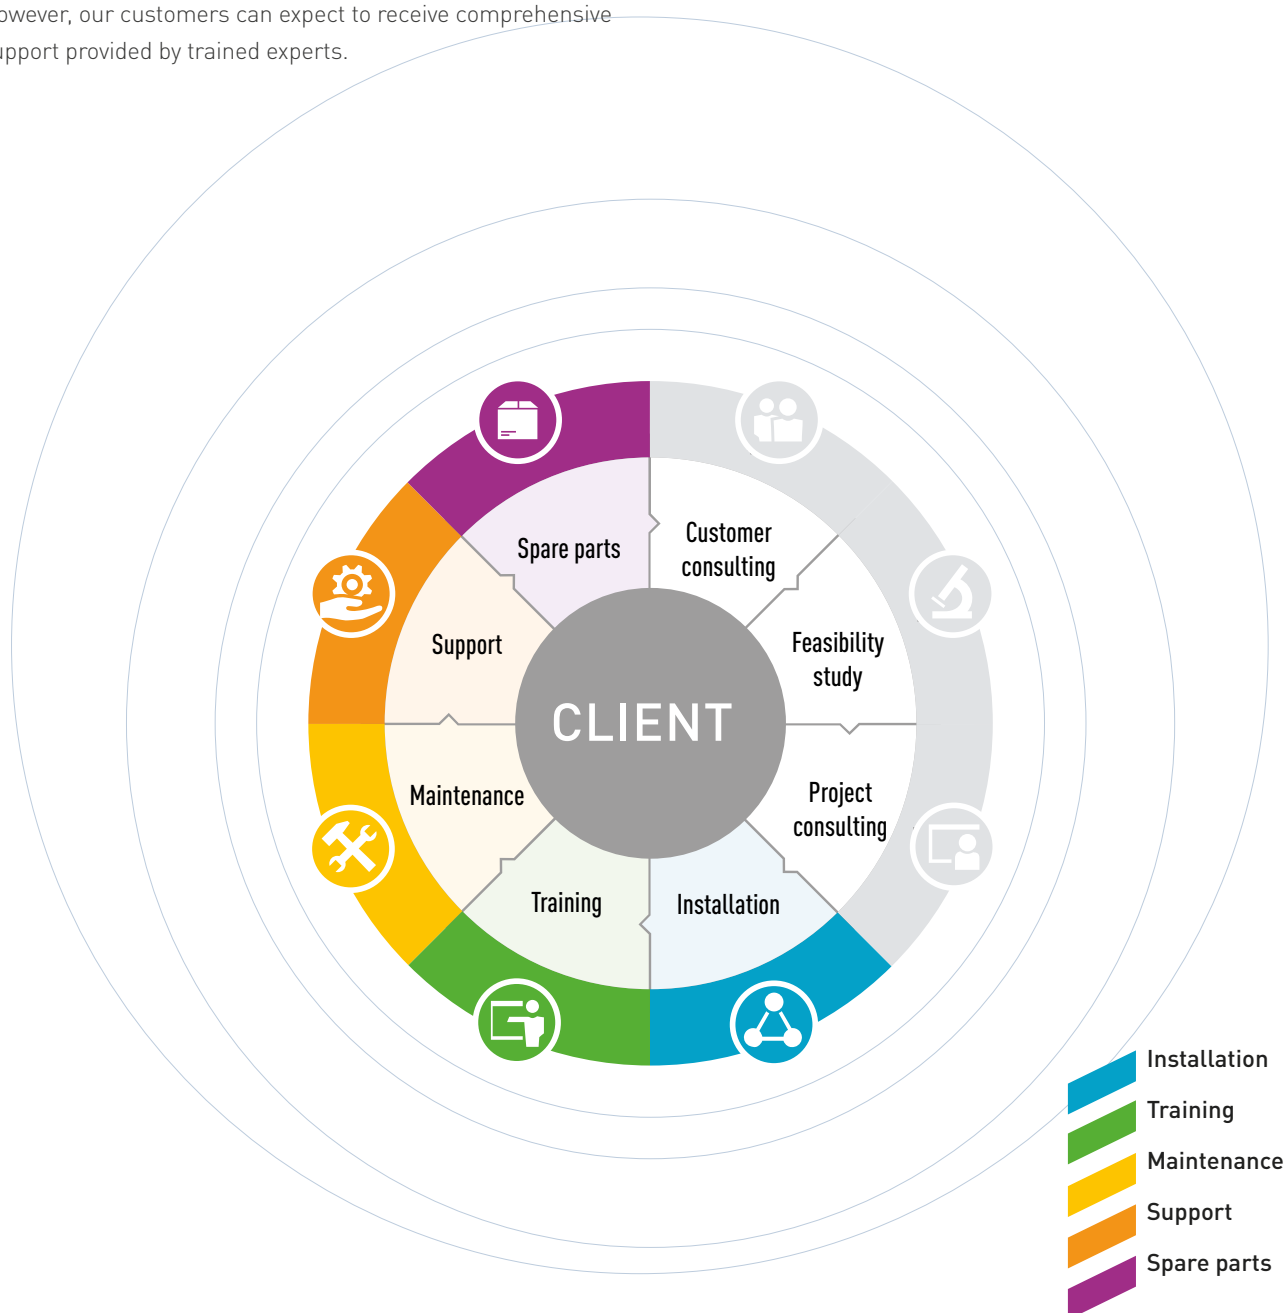 owever, our customers can expect to receive comprehensive
upport provided by trained experts.
Spare parts
Customer
consulting
Support
Feasibility
study
CLIENT
Maintenance
Project
consulting
Training
Installation
Installation
Training
Maintenance
Support
Spare parts